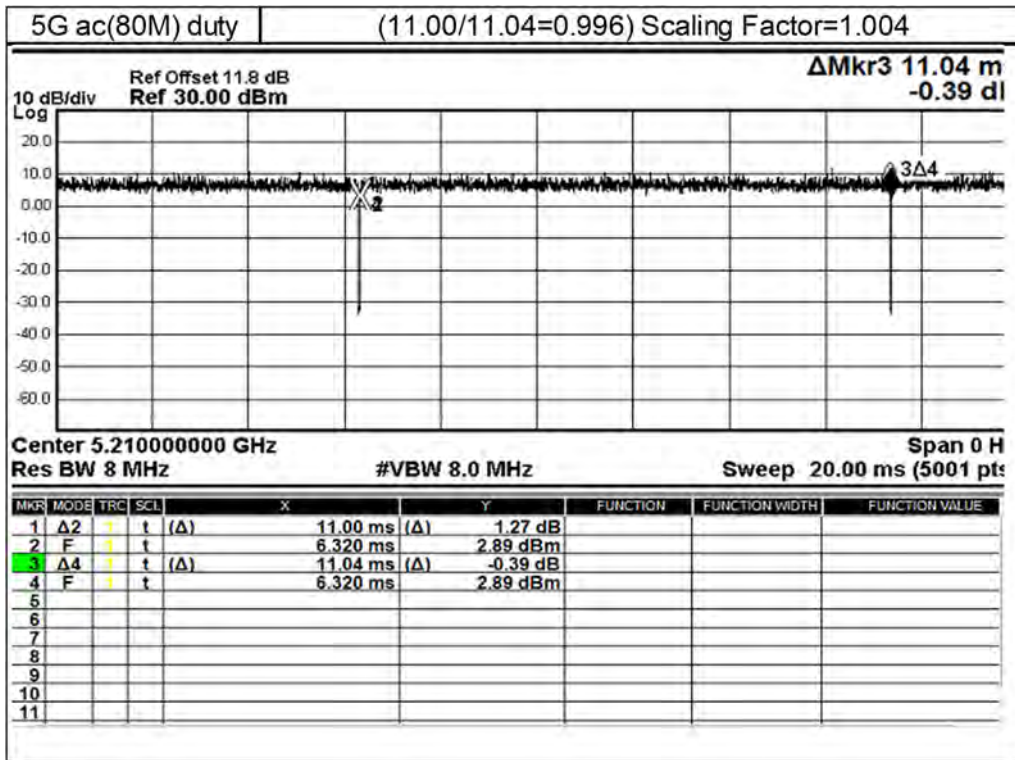 5G ac(80M) duty (11.00/11.04=0.996) Scaling Factor=1.004
ΔMkr3 11.04 m
-0.39 d
Ref Offset 11.8 dB
10 dB/div Ref 30.00 dBm
Log
20.0
10.0
3Δ4
0.00
-10.0
-20.0
-30.0
-40.0
-50.0
-60.0
Center 5.210000000 GHz Span 0 H
Res BW 8 MHz #VBW 8.0 MHz Sweep 20.00 ms (5001 pts
MKR MODE TRC SCL X Y FUNCTION FUNCTION WIDTH FUNCTION VALUE
1 Δ2 1 t (Δ) 11.00 ms (Δ) 1.27 dB
2 F 1 t 6.320 ms 2.89 dBm
3 Δ4 1 t (Δ) 11.04 ms (Δ) -0.39 dB
4 F 1 t 6.320 ms 2.89 dBm
5
6
7
8
9
10
11